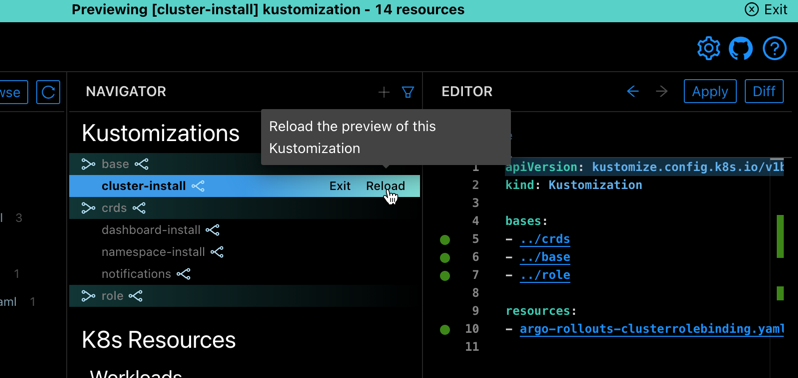 Previewing [cluster-install] kustomization - 14 resources
Exit
wse
NAVIGATOR
Kustomizations
base
cluster-install
Exit
Reload
crds
dashboard-install
namespace-install
notifications
role
K8s Resources
Workloads
Reload the preview of this
Kustomization
3
1
aml 1
EDITOR
Apply
Diff
1 apiVersion: kustomize.config.k8s.io/v1b
2 kind: Kustomization
3
4 bases:
5 - ../crds
6 - ../base
7 - ../role
8
9 resources:
10 - argo-rollouts-clusterrolebinding.yaml
11